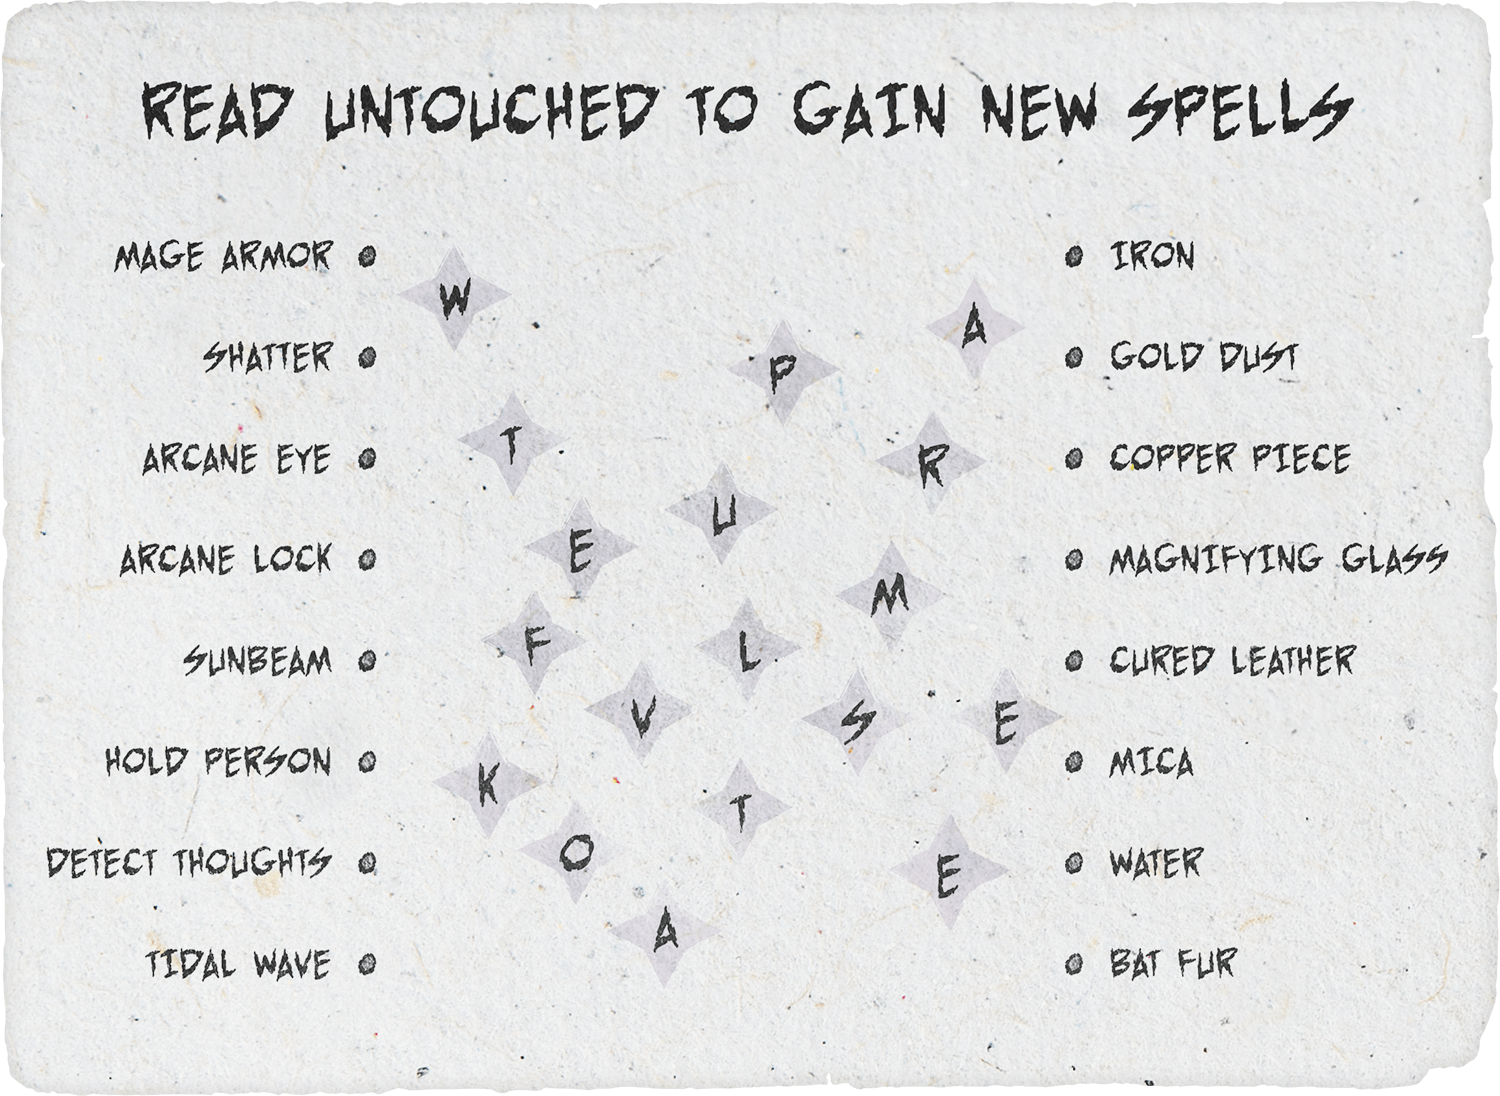 READ UNTOUCHED TO GAIN NEW SPELLS
MAGE ARMOR
IRON
W
A
SHATTER
P
GOLD DUST
T
ARCANE EYE
R
COPPER PIECE
U
E
ARCANE LOCK
M
MAGNIFYING GLASS
F
L
SUNBEAM
CURED LEATHER
V
S
E
HOLD PERSON
MICA
K
T
O
DETECT THOUGHTS
E
WATER
A
TIDAL WAVE
BAT FUR